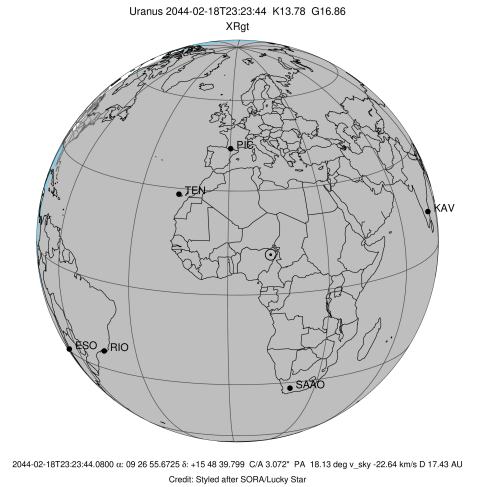 Uranus 2044-02-18T23:23:44 K13.78 G16.86
XRgt
PIC
TEN
KAV
ESO
RIO
SAAO
2044-02-18T23:23:44.0800 α: 09 26 55.6725 δ: +15 48 39.799 C/A 3.072" PA 18.13 deg v_sky -22.64 km/s D 17.43 AU
Credit: Styled after SORA/Lucky Star